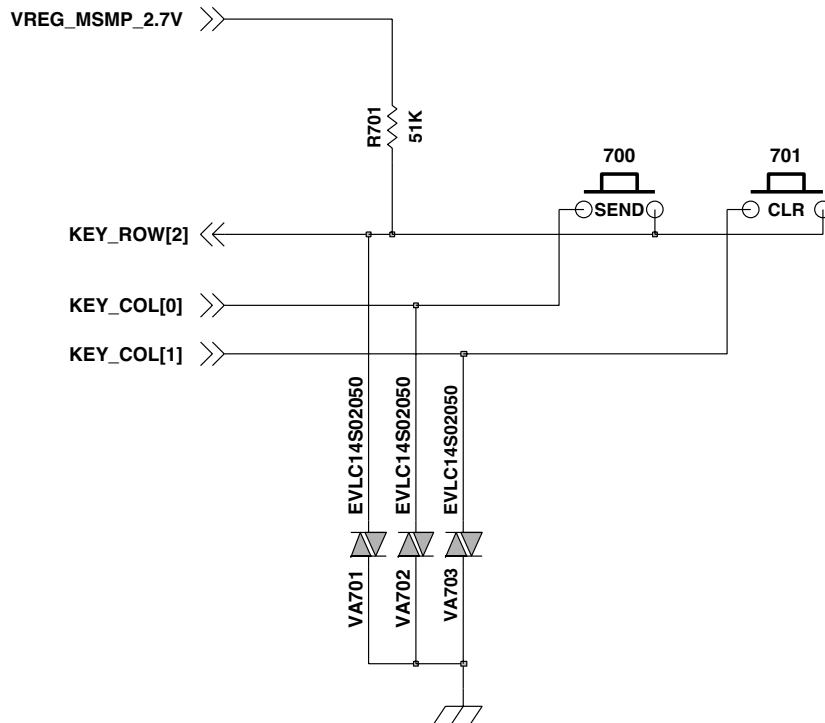 VREG_MSMP_2.7V
R701
51K
700
701
SEND
CLR
KEY_ROW[2]
KEY_COL[0]
KEY_COL[1]
EVLC14S02050
EVLC14S02050
EVLC14S02050
VA701
VA702
VA703